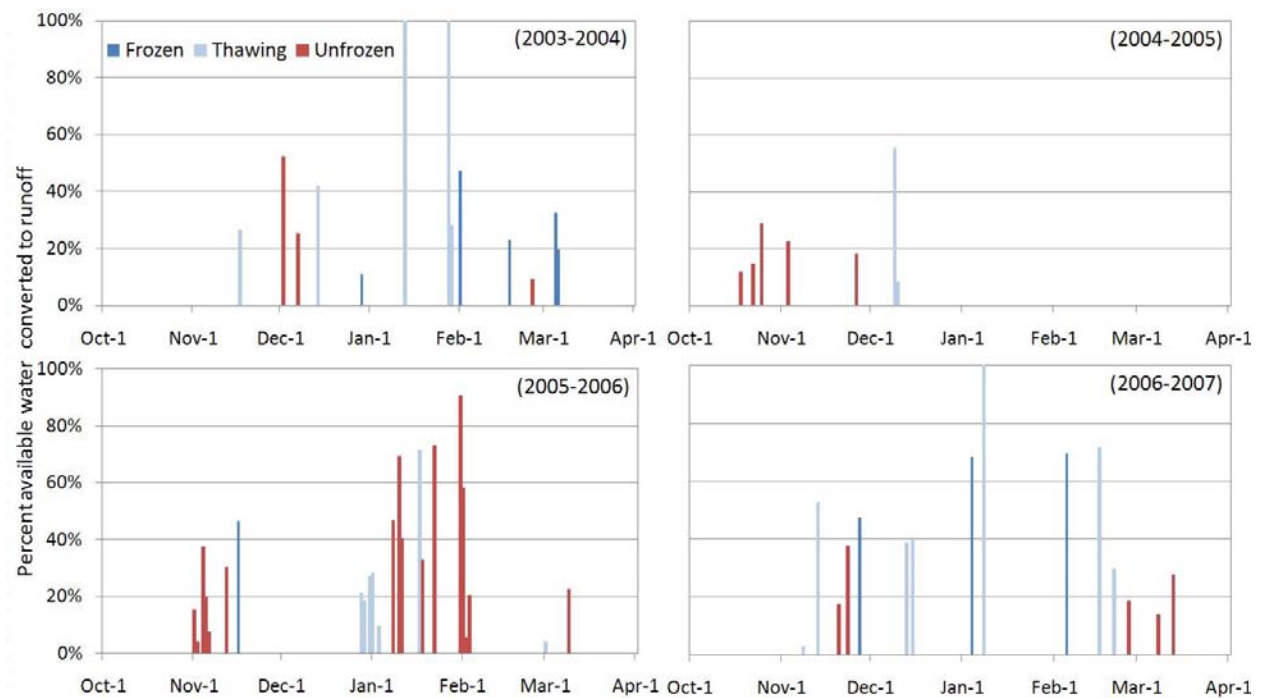 100%
80%
60%
40%
20%
0%
Frozen Thawing Unfrozen
(2003-2004)
Oct-1 Nov-1 Dec-1 Jan-1 Feb-1 Mar-1 Apr-1
(2004-2005)
Oct-1 Nov-1 Dec-1 Jan-1 Feb-1 Mar-1 Apr-1
Percent available water converted to runoff
100%
80%
60%
40%
20%
0%
(2005-2006)
Oct-1 Nov-1 Dec-1 Jan-1 Feb-1 Mar-1 Apr-1
(2006-2007)
Oct-1 Nov-1 Dec-1 Jan-1 Feb-1 Mar-1 Apr-1